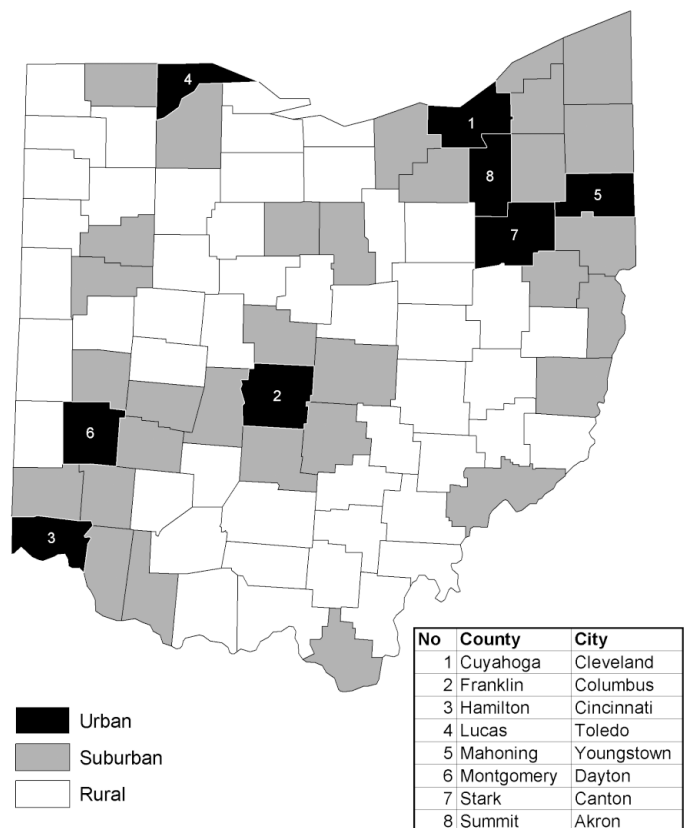 4
1
8
5
7
2
6
3
No County City
1 Cuyahoga Cleveland
2 Franklin Columbus
3 Hamilton Cincinnati
4 Lucas Toledo
5 Mahoning Youngstown
6 Montgomery Dayton
7 Stark Canton
8 Summit Akron
Urban
Suburban
Rural